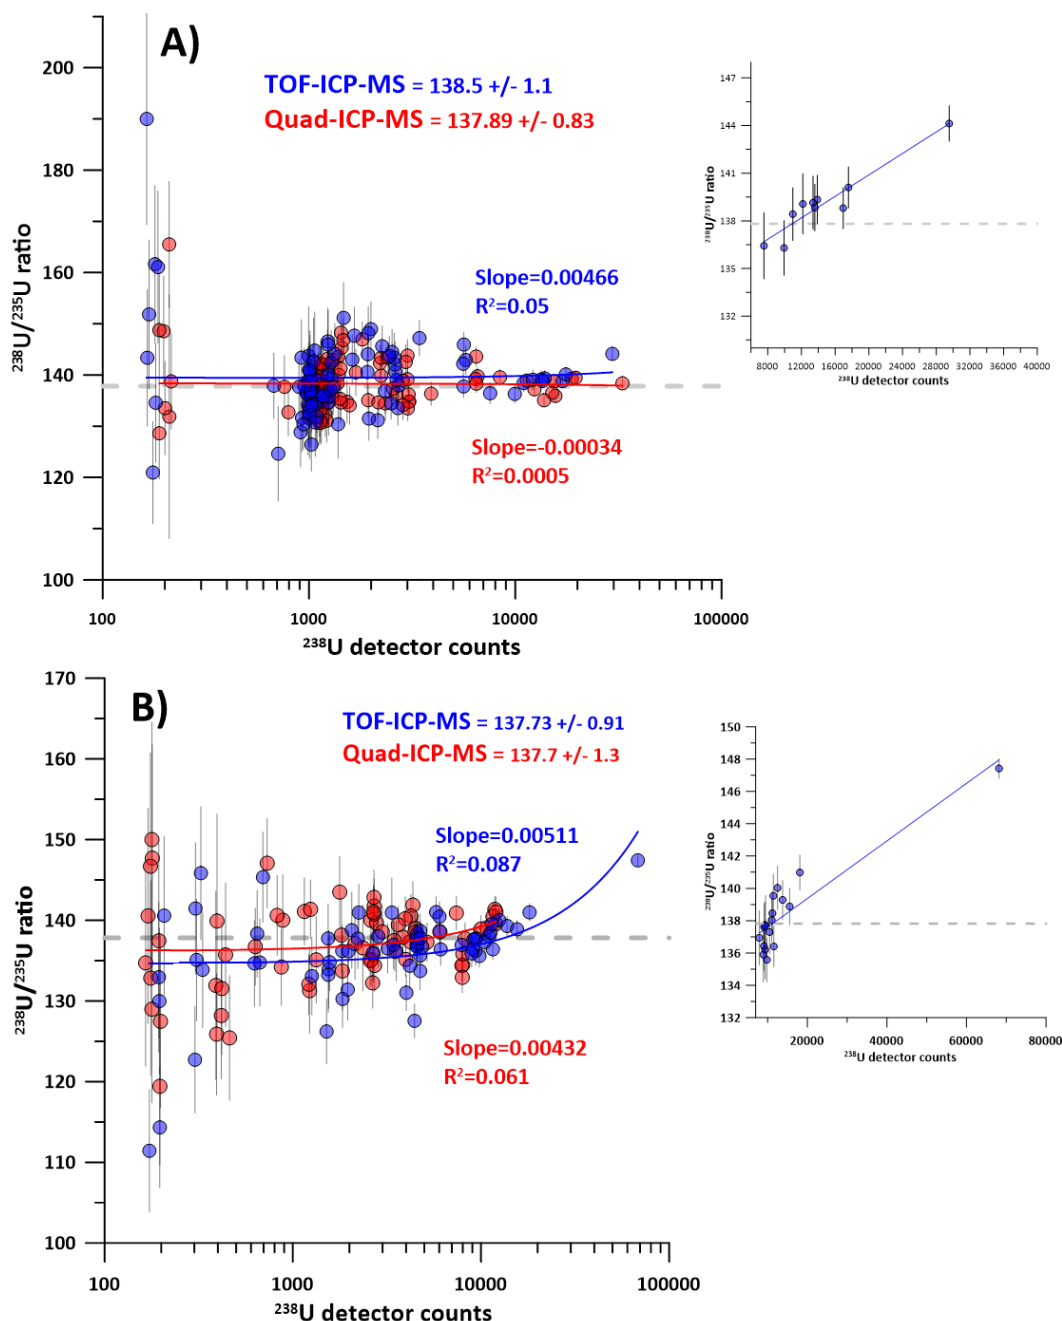 A)
TOF-ICP-MS = 138.5 +/- 1.1
Quad-ICP-MS = 137.89 +/- 0.83
200
180
160
140
120
100
²³⁸U/²³⁵U ratio
Slope=0.00466
R²=0.05
Slope=-0.00034
R²=0.0005
100 1000 10000 100000
²³⁸U detector counts
147
144
141
138
135
132
²³⁸U/²³⁵U ratio
8000 12000 16000 20000 24000 28000 32000 36000 40000
²³⁸U detector counts
B)
TOF-ICP-MS = 137.73 +/- 0.91
Quad-ICP-MS = 137.7 +/- 1.3
170
160
150
140
130
120
110
100
²³⁸U/²³⁵U ratio
Slope=0.00511
R²=0.087
Slope=0.00432
R²=0.061
100 1000 10000 100000
²³⁸U detector counts
150
148
146
144
142
140
138
136
134
132
²³⁸U/²³⁵U ratio
20000 40000 60000 80000
²³⁸U detector counts